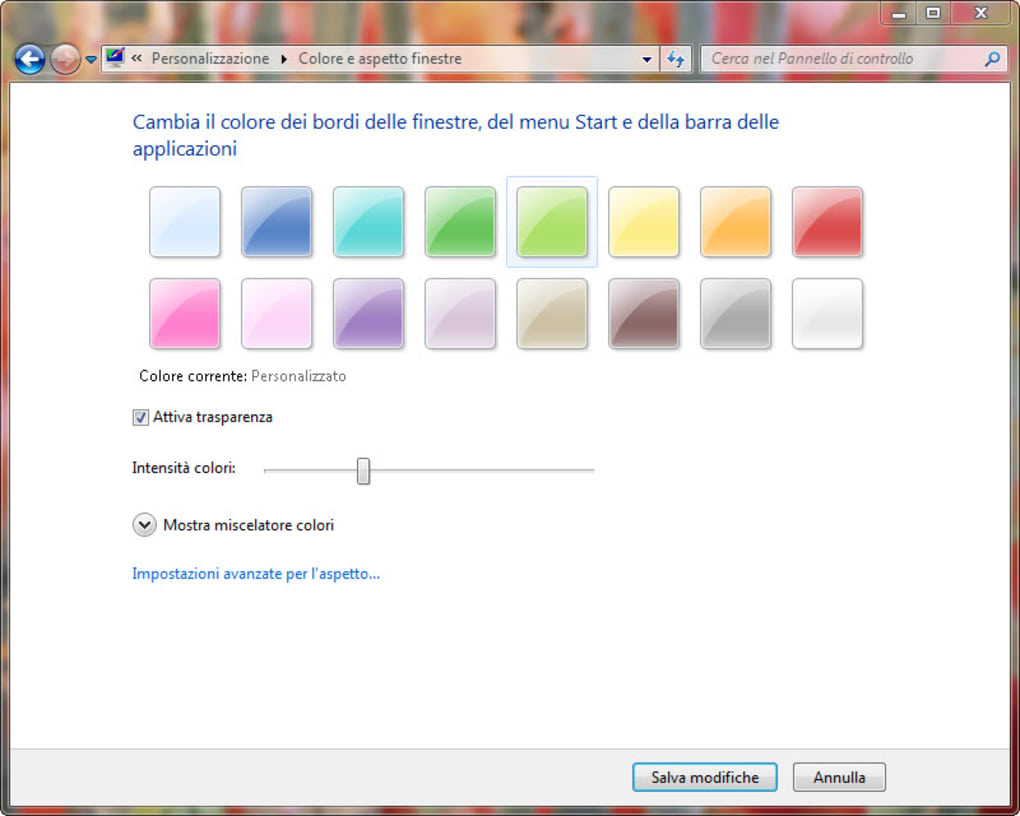 « Personalizzazione ▸ Colore e aspetto finestre
Cerca nel Pannello di controllo
Cambia il colore dei bordi delle finestre, del menu Start e della barra delle
applicazioni
Colore corrente: Personalizzato
Attiva trasparenza
Intensità colori:
Mostra miscelatore colori
Impostazioni avanzate per l'aspetto...
Salva modifiche
Annulla